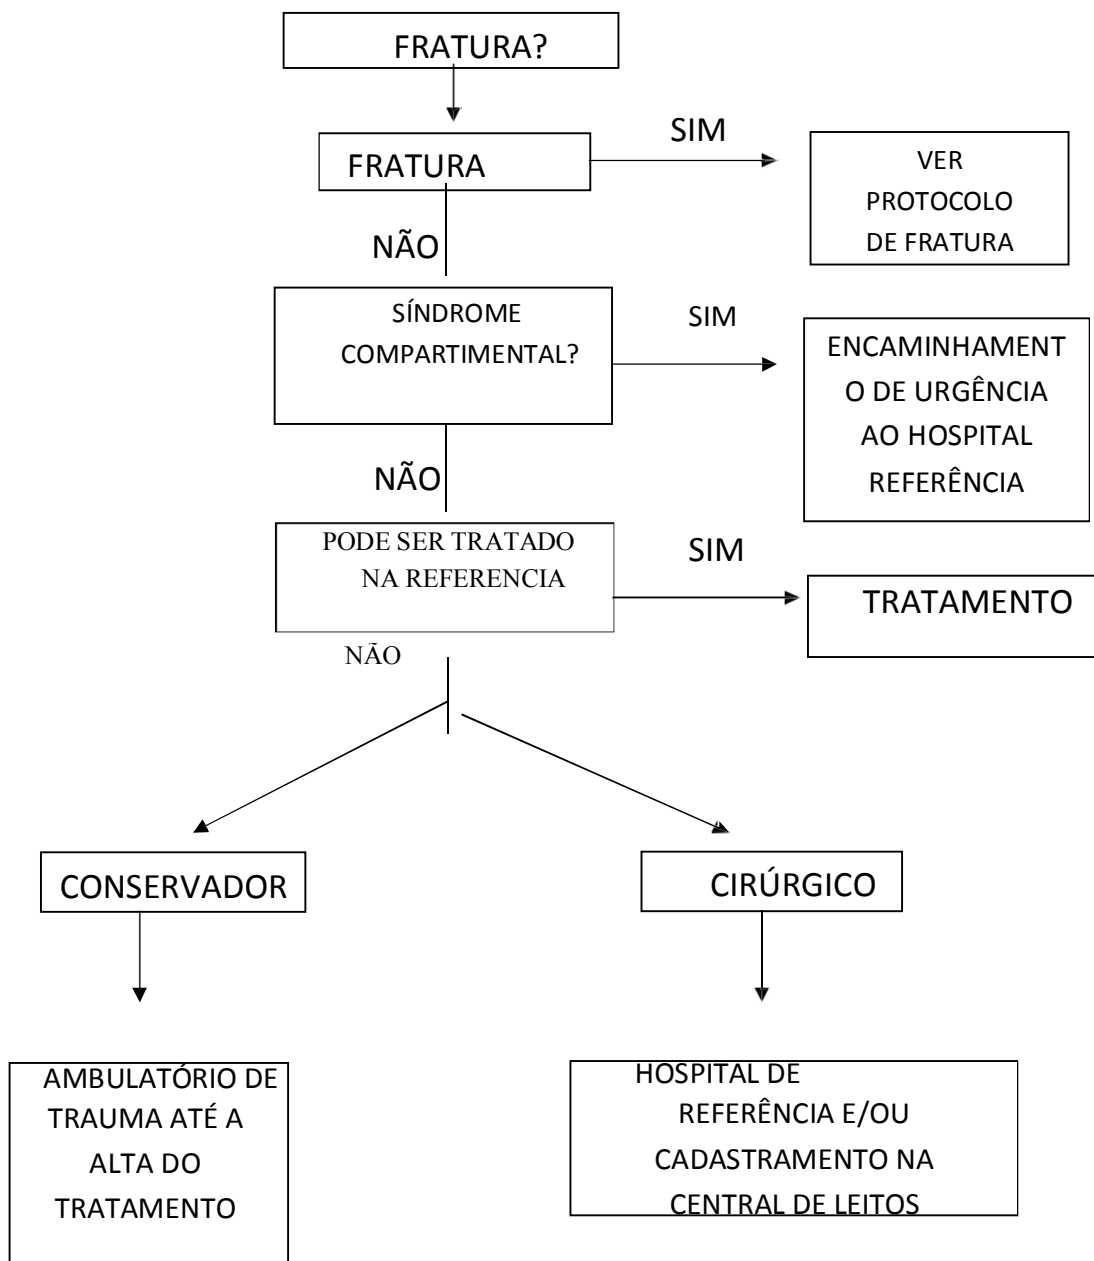 FRATURA?
FRATURA
SIM
VER
PROTOCOLO
DE FRATURA
NÃO
SÍNDROME
COMPARTIMENTAL?
SIM
ENCAMINHAMENT
O DE URGÊNCIA
AO HOSPITAL
REFERÊNCIA
NÃO
PODE SER TRATADO
NA REFERENCIA
SIM
TRATAMENTO
NÃO
CONSERVADOR
CIRÚRGICO
AMBULATÓRIO DE
TRAUMA ATÉ A
ALTA DO
TRATAMENTO
HOSPITAL DE
REFERÊNCIA E/OU
CADASTRAMENTO NA
CENTRAL DE LEITOS